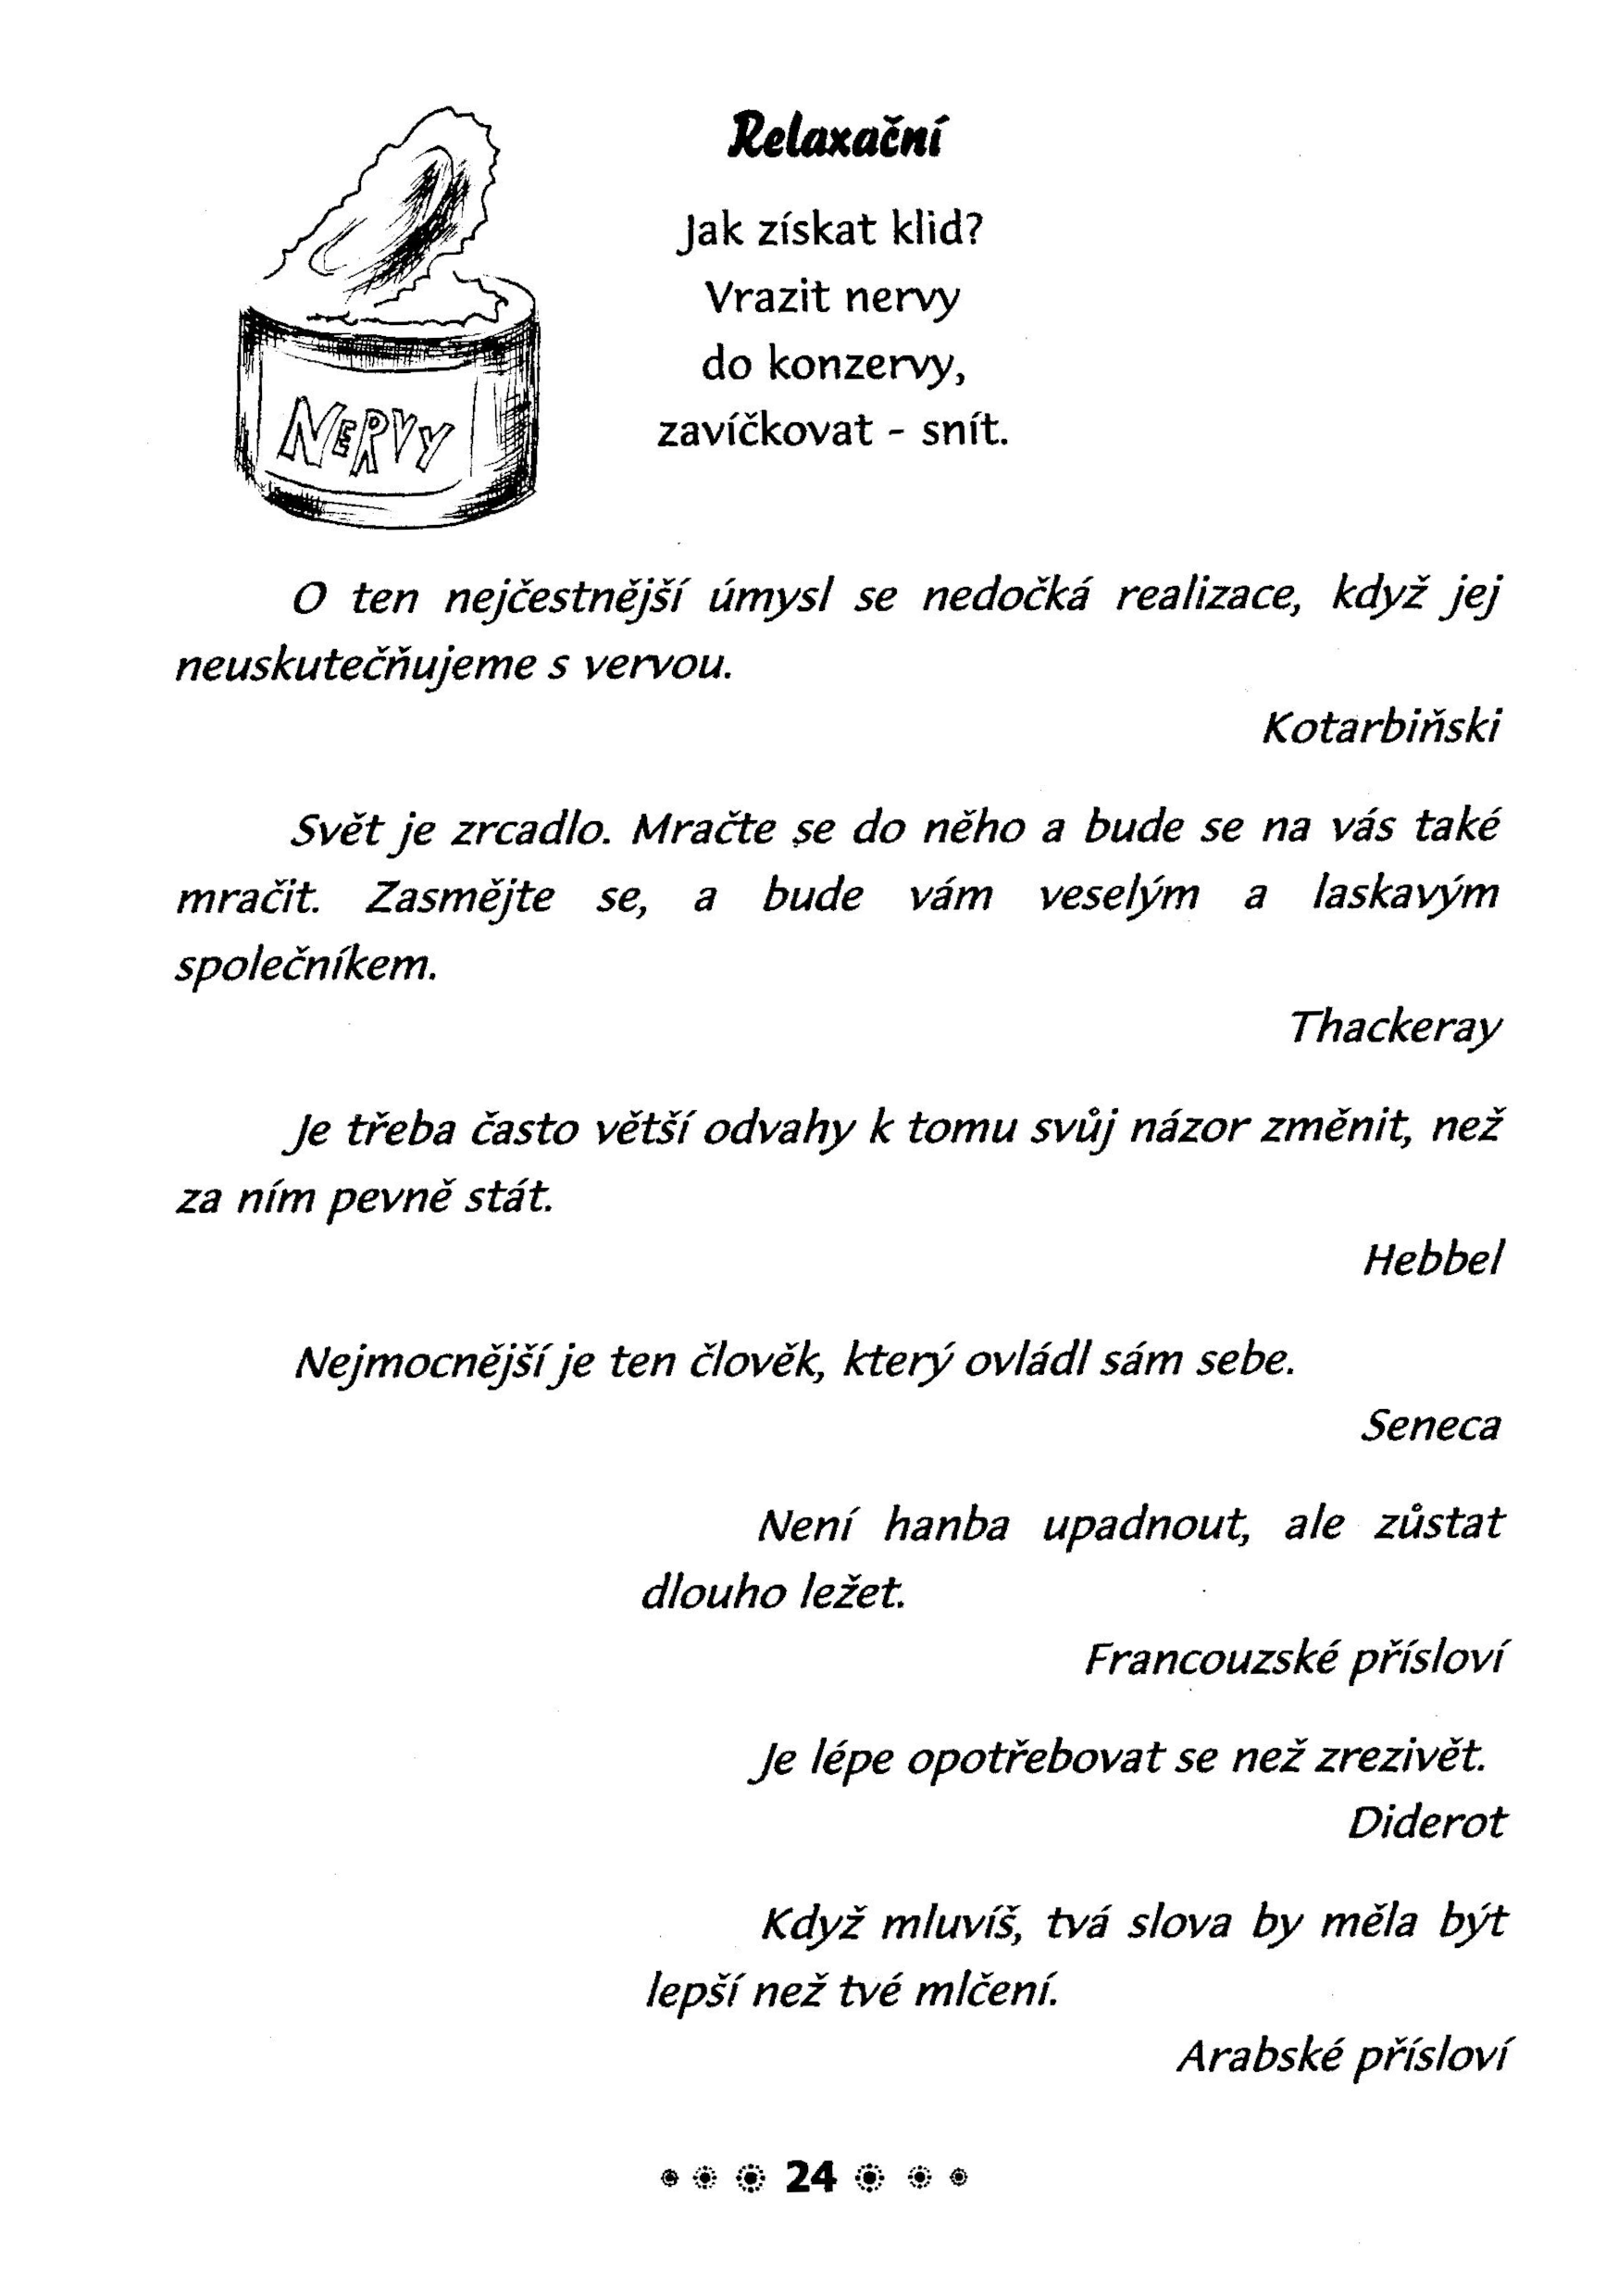 Relaxační
Jak získat klid?
Vrazit nervy
do konzervy,
zavíčkovat - snít.
NERVY
O ten nejčestnější úmysl se nedočká realizace, když jej
neuskutečňujeme s vervou.
Kotarbiňski
Svět je zrcadlo. Mračte se do něho a bude se na vás také
mračit. Zasmějte se, a bude vám veselým a laskavým
společníkem.
Thackeray
Je třeba často větší odvahy k tomu svůj názor změnit, než
za ním pevně stát.
Hebbel
Nejmocnější je ten člověk, který ovládl sám sebe.
Seneca
Není hanba upadnout, ale zůstat
dlouho ležet.
Francouzské přísloví
Je lépe opotřebovat se než zrezivět.
Diderot
Když mluvíš, tvá slova by měla být
lepší než tvé mlčení.
Arabské přísloví
24